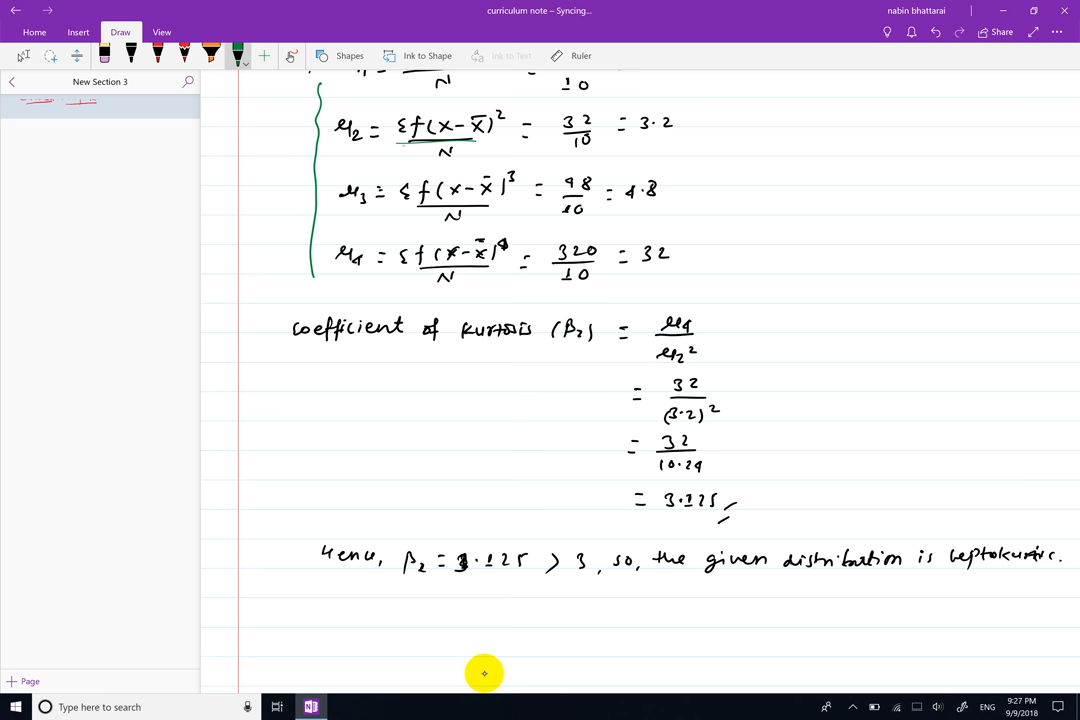 curriculum note – Syncing...
nabin bhattarai
Home Insert Draw View
Share
Shapes Ink to Shape Ink to Text Ruler
New Section 3
N 10
μ₂ = Σf(x-x̄)²/N = 32/10 = 3.2
μ₃ = Σf(x-x̄)³/N = 48/10 = 4.8
μ₄ = Σf(x-x̄)⁴/N = 320/10 = 32
coefficient of kurtosis (β₂) = μ₄/μ₂²
= 32/(3.2)²
= 32/10.24
= 3.125
Hence, β₂ = 3.125 > 3, so, the given distribution is leptokurtic.
+ Page
Type here to search
ENG
9:27 PM
9/9/2018